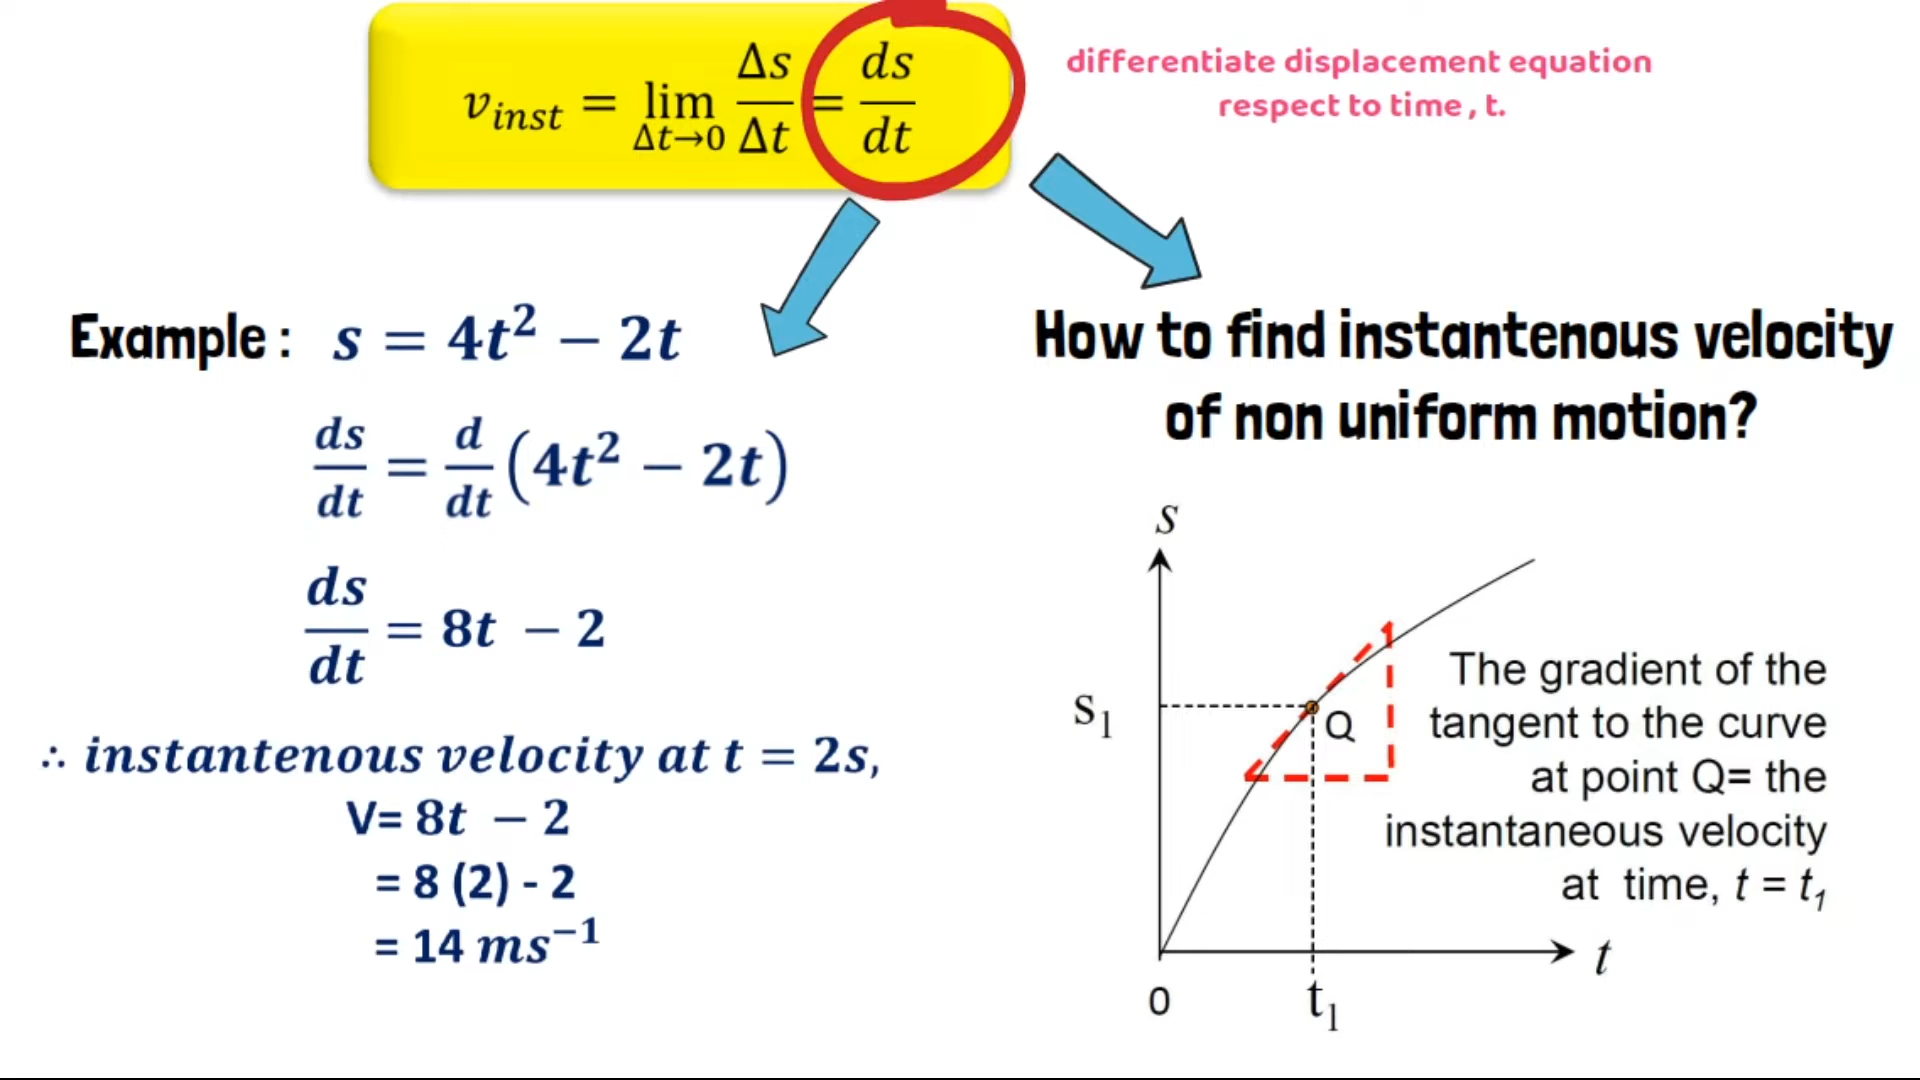 v_inst = lim_{Δt→0} Δs/Δt = ds/dt
differentiate displacement equation
respect to time , t.
Example : s = 4t² − 2t
ds/dt = d/dt (4t² − 2t)
ds/dt = 8t − 2
∴ instantenous velocity at t = 2s,
V= 8t − 2
= 8 (2) - 2
= 14 ms⁻¹
How to find instantenous velocity
of non uniform motion?
s
s₁
Q
The gradient of the
tangent to the curve
at point Q= the
instantaneous velocity
at time, t = t₁
t
0
t₁